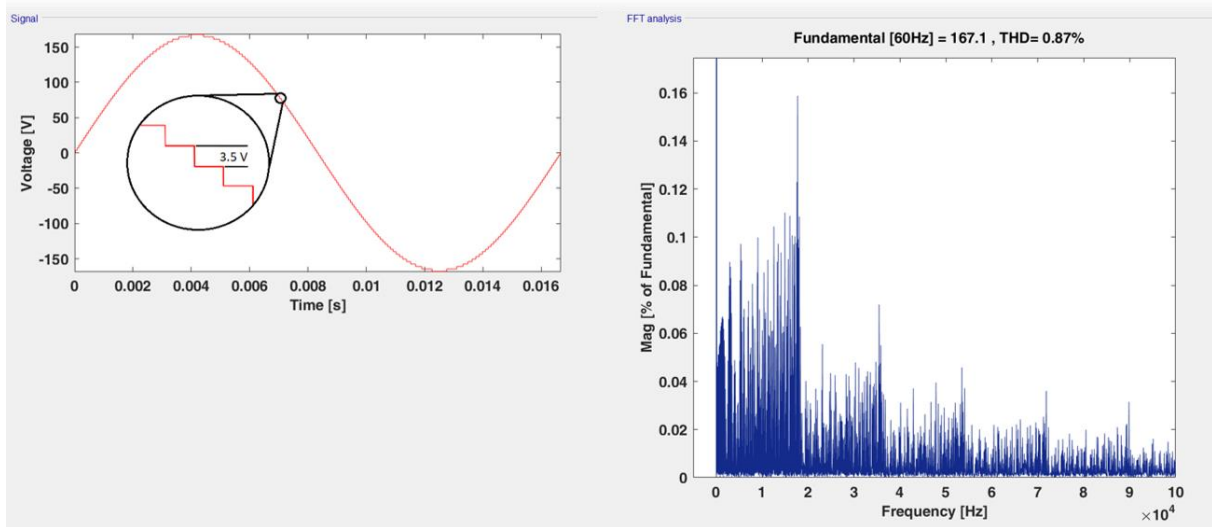 Signal
150
100
50
0
-50
-100
-150
Voltage [V]
3.5 V
0 0.002 0.004 0.006 0.008 0.01 0.012 0.014 0.016
Time [s]
FFT analysis
Fundamental [60Hz] = 167.1 , THD= 0.87%
0.16
0.14
0.12
0.1
0.08
0.06
0.04
0.02
0
Mag [% of Fundamental]
0 1 2 3 4 5 6 7 8 9 10
Frequency [Hz]
×10^4